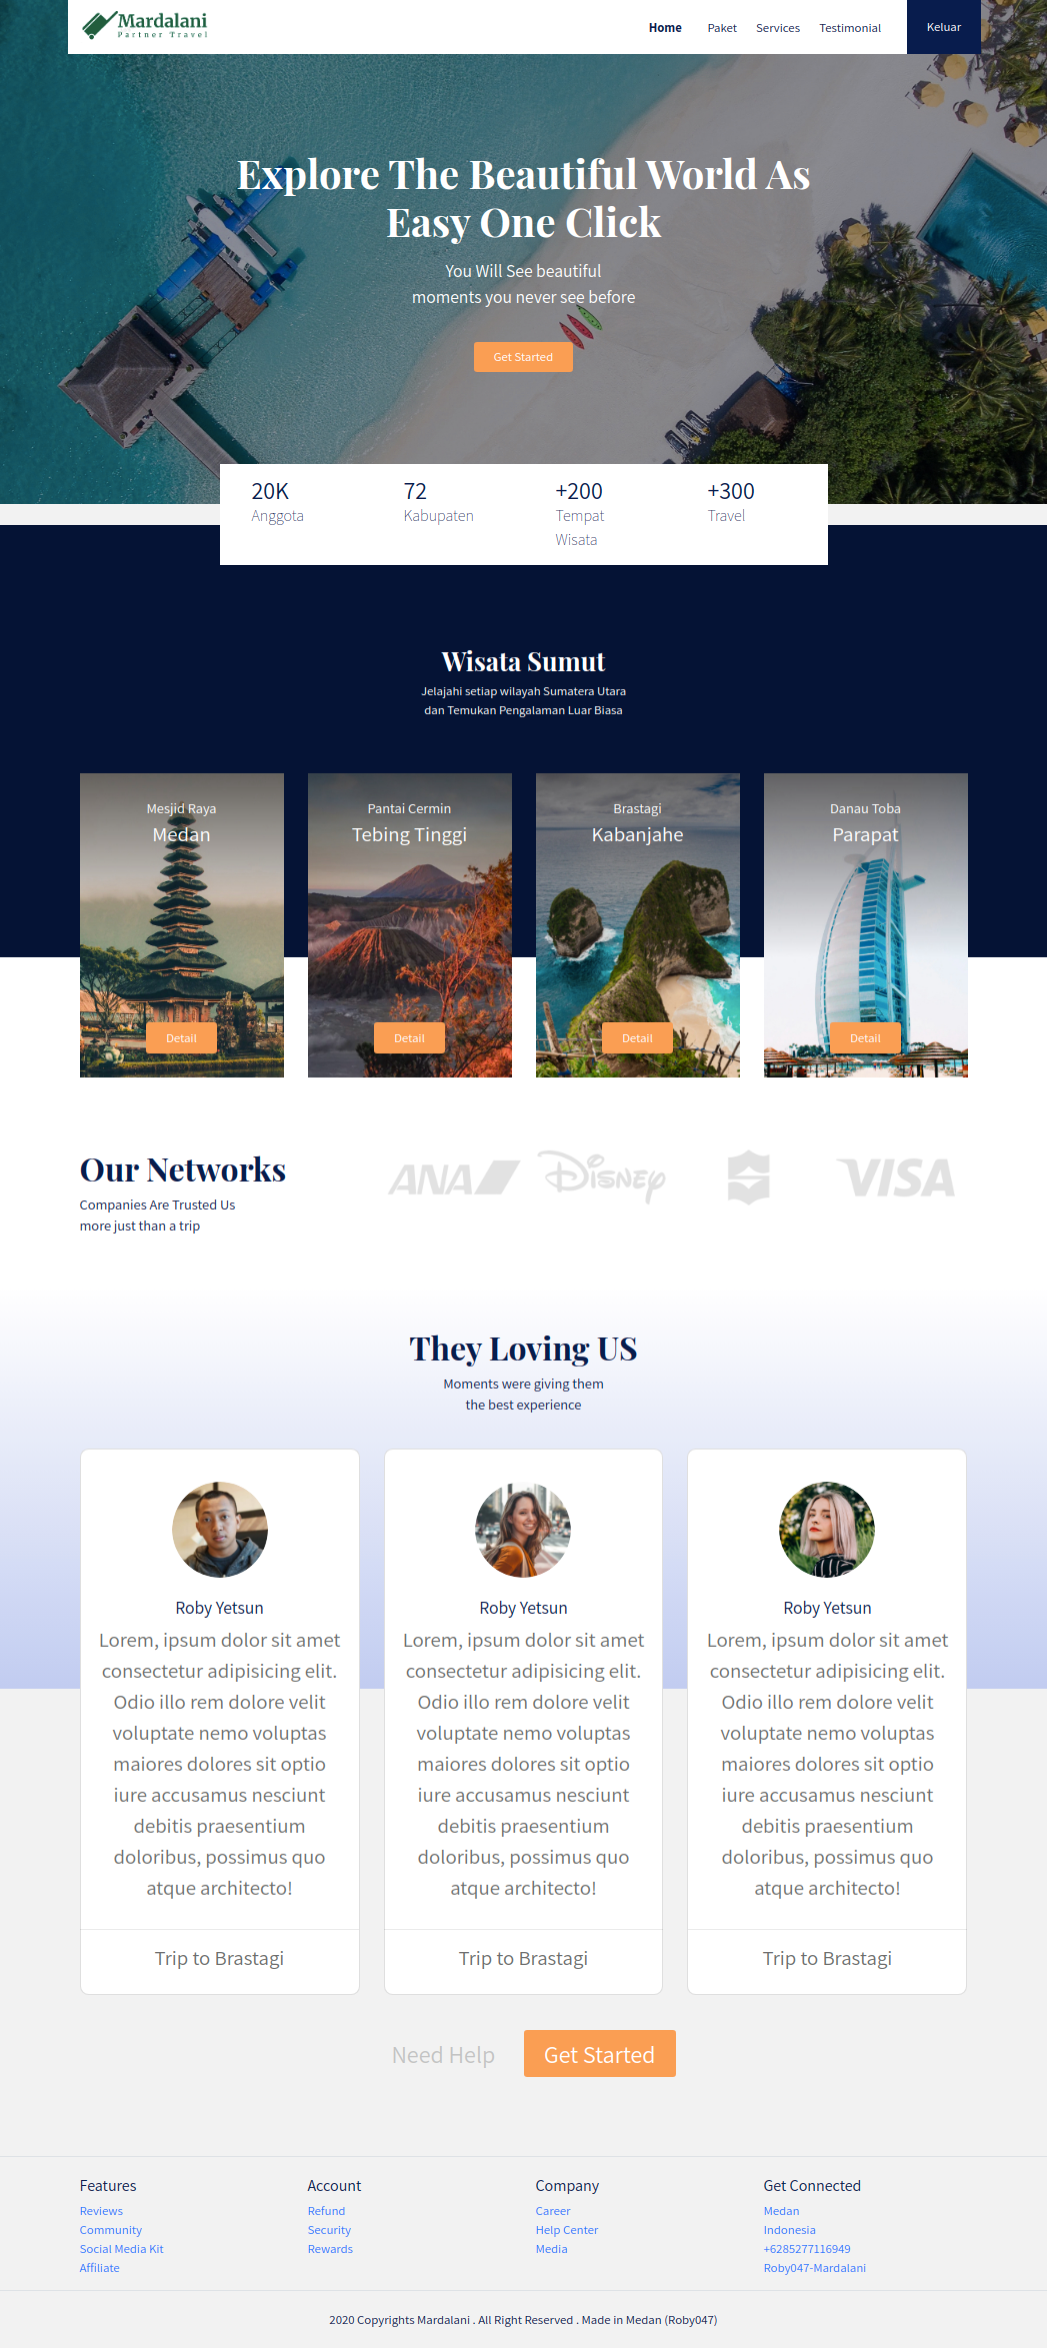 Mardalani
Partner Travel
Home
Paket
Services
Testimonial
Keluar
Explore The Beautiful World As
Easy One Click
You Will See beautiful
moments you never see before
Get Started
20K
Anggota
72
Kabupaten
+200
Tempat
Wisata
+300
Travel
Wisata Sumut
Jelajahi setiap wilayah Sumatera Utara
dan Temukan Pengalaman Luar Biasa
Mesjid Raya
Medan
Detail
Pantai Cermin
Tebing Tinggi
Detail
Brastagi
Kabanjahe
Detail
Danau Toba
Parapat
Detail
Our Networks
Companies Are Trusted Us
more just than a trip
ANA
Disney
VISA
They Loving US
Moments were giving them
the best experience
Roby Yetsun
Lorem, ipsum dolor sit amet
consectetur adipisicing elit.
Odio illo rem dolore velit
voluptate nemo voluptas
maiores dolores sit optio
iure accusamus nesciunt
debitis praesentium
doloribus, possimus quo
atque architecto!
Trip to Brastagi
Roby Yetsun
Lorem, ipsum dolor sit amet
consectetur adipisicing elit.
Odio illo rem dolore velit
voluptate nemo voluptas
maiores dolores sit optio
iure accusamus nesciunt
debitis praesentium
doloribus, possimus quo
atque architecto!
Trip to Brastagi
Roby Yetsun
Lorem, ipsum dolor sit amet
consectetur adipisicing elit.
Odio illo rem dolore velit
voluptate nemo voluptas
maiores dolores sit optio
iure accusamus nesciunt
debitis praesentium
doloribus, possimus quo
atque architecto!
Trip to Brastagi
Need Help
Get Started
Features
Reviews
Community
Social Media Kit
Affiliate
Account
Refund
Security
Rewards
Company
Career
Help Center
Media
Get Connected
Medan
Indonesia
+6285277116949
Roby047-Mardalani
2020 Copyrights Mardalani . All Right Reserved . Made in Medan (Roby047)